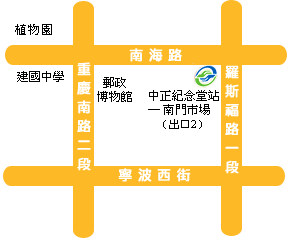 植物園
南海路
建國中學
重慶南路二段
郵政
博物館
中正紀念堂站
一南門市場
(出口2)
羅斯福路一段
寧波西街